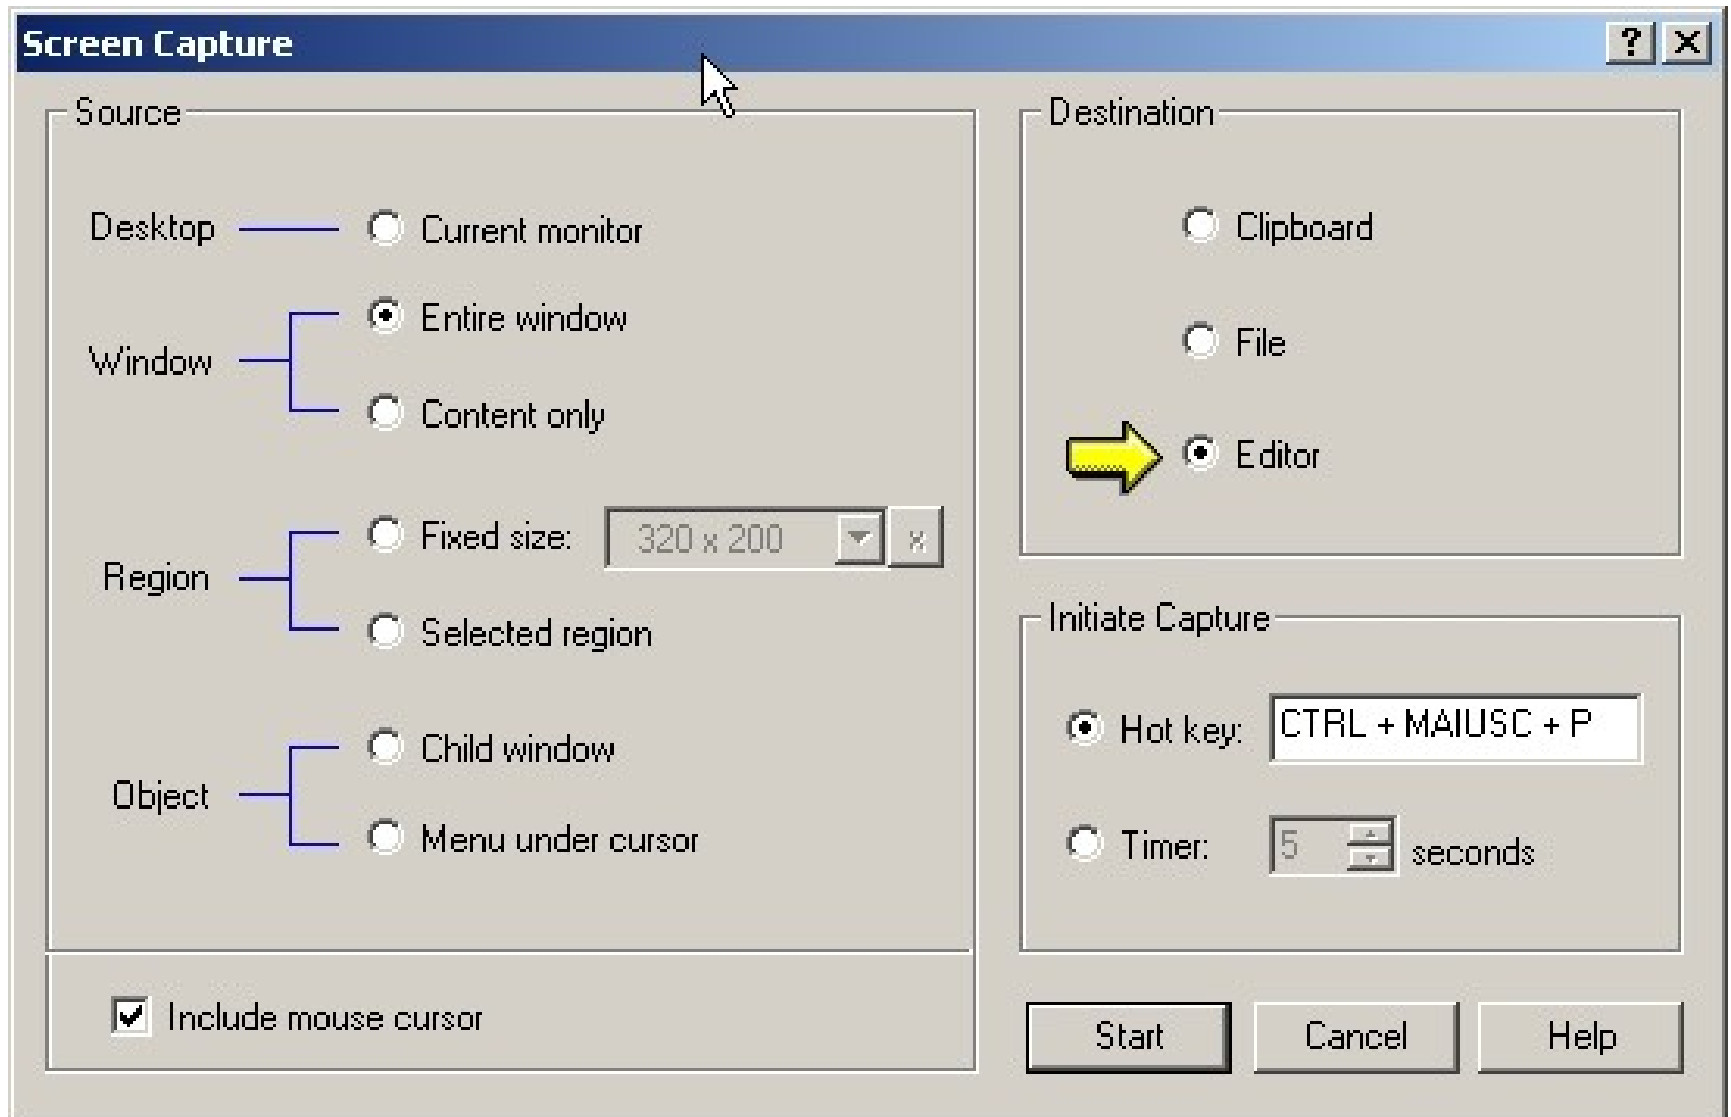 Screen Capture
Source
Desktop
Current monitor
Window
Entire window
Content only
Region
Fixed size: 320 x 200 x
Selected region
Object
Child window
Menu under cursor
Include mouse cursor
Destination
Clipboard
File
Editor
Initiate Capture
Hot key: CTRL + MAIUSC + P
Timer: 5 seconds
Start Cancel Help